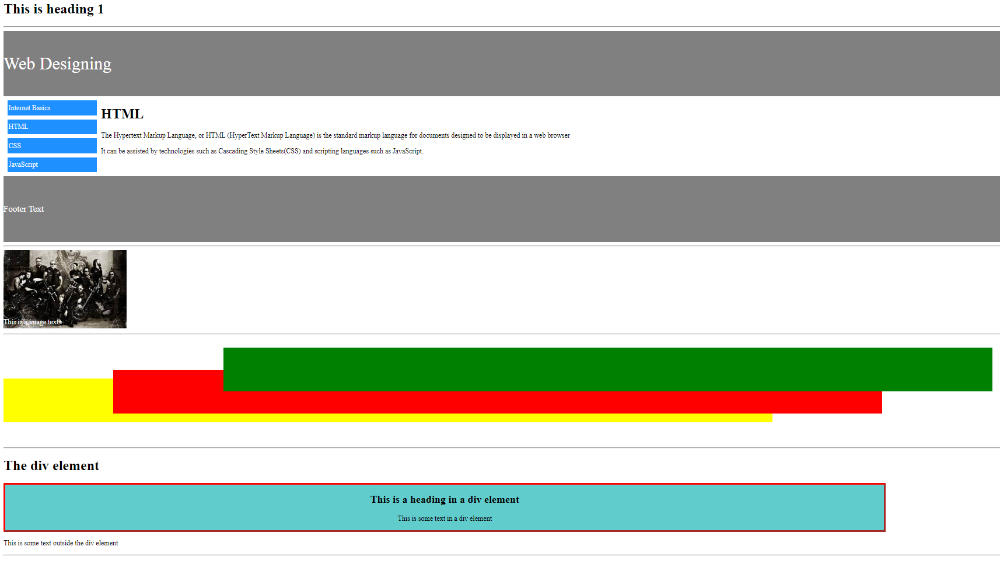 This is heading 1
Web Designing
Internet Basics
HTML
CSS
JavaScript
HTML
The Hypertext Markup Language, or HTML (HyperText Markup Language) is the standard markup language for documents designed to be displayed in a web browser
It can be assisted by technologies such as Cascading Style Sheets(CSS) and scripting languages such as JavaScript.
Footer Text
This is a image text
The div element
This is a heading in a div element
This is some text in a div element
This is some text outside the div element